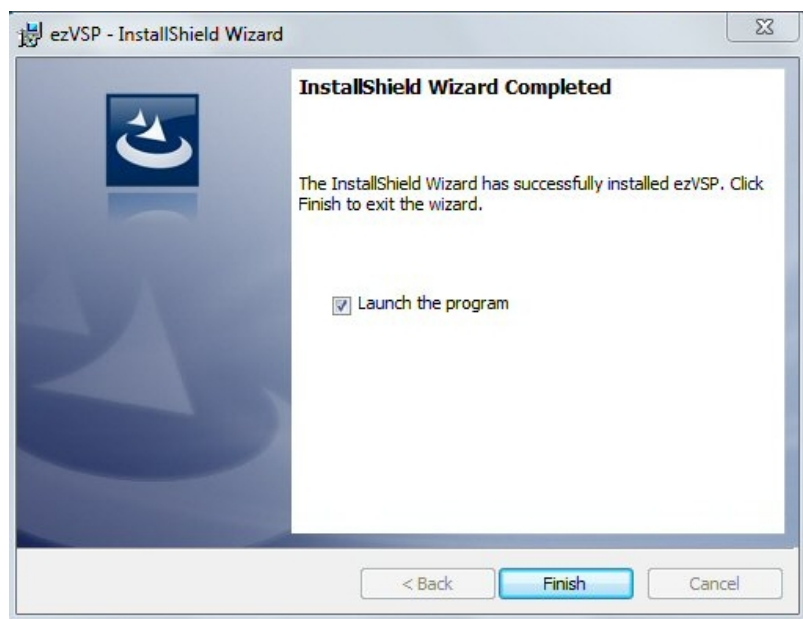 ezVSP - InstallShield Wizard
InstallShield Wizard Completed
The InstallShield Wizard has successfully installed ezVSP. Click
Finish to exit the wizard.
Launch the program
< Back
Finish
Cancel